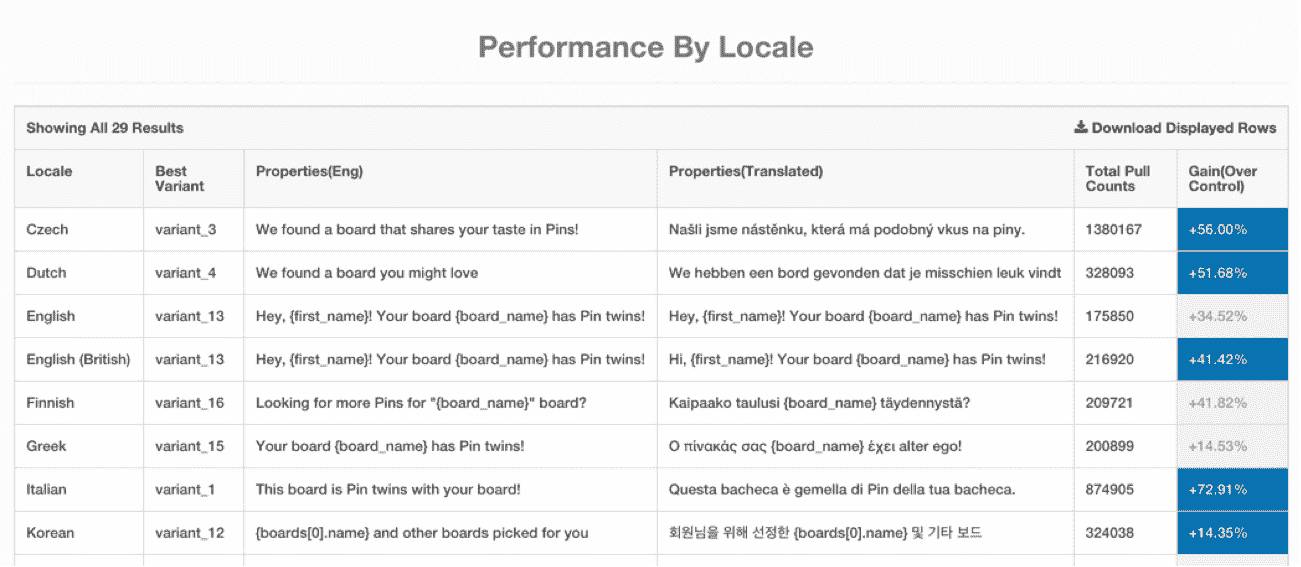 Performance By Locale
Showing All 29 Results Download Displayed Rows
Locale Best Variant Properties(Eng) Properties(Translated) Total Pull Counts Gain(Over Control)
Czech variant_3 We found a board that shares your taste in Pins! Našli jsme nástěnku, která má podobný vkus na piny. 1380167 +56.00%
Dutch variant_4 We found a board you might love We hebben een bord gevonden dat je misschien leuk vindt 328093 +51.68%
English variant_13 Hey, {first_name}! Your board {board_name} has Pin twins! Hey, {first_name}! Your board {board_name} has Pin twins! 175850 +34.52%
English (British) variant_13 Hey, {first_name}! Your board {board_name} has Pin twins! Hi, {first_name}! Your board {board_name} has Pin twins! 216920 +41.42%
Finnish variant_16 Looking for more Pins for "{board_name}" board? Kaipaako taulusi {board_name} täydennystä? 209721 +41.82%
Greek variant_15 Your board {board_name} has Pin twins! Ο πίνακάς σας {board_name} έχει alter ego! 200899 +14.53%
Italian variant_1 This board is Pin twins with your board! Questa bacheca è gemella di Pin della tua bacheca. 874905 +72.91%
Korean variant_12 {boards[0].name} and other boards picked for you 회원님을 위해 선정한 {boards[0].name} 및 기타 보드 324038 +14.35%